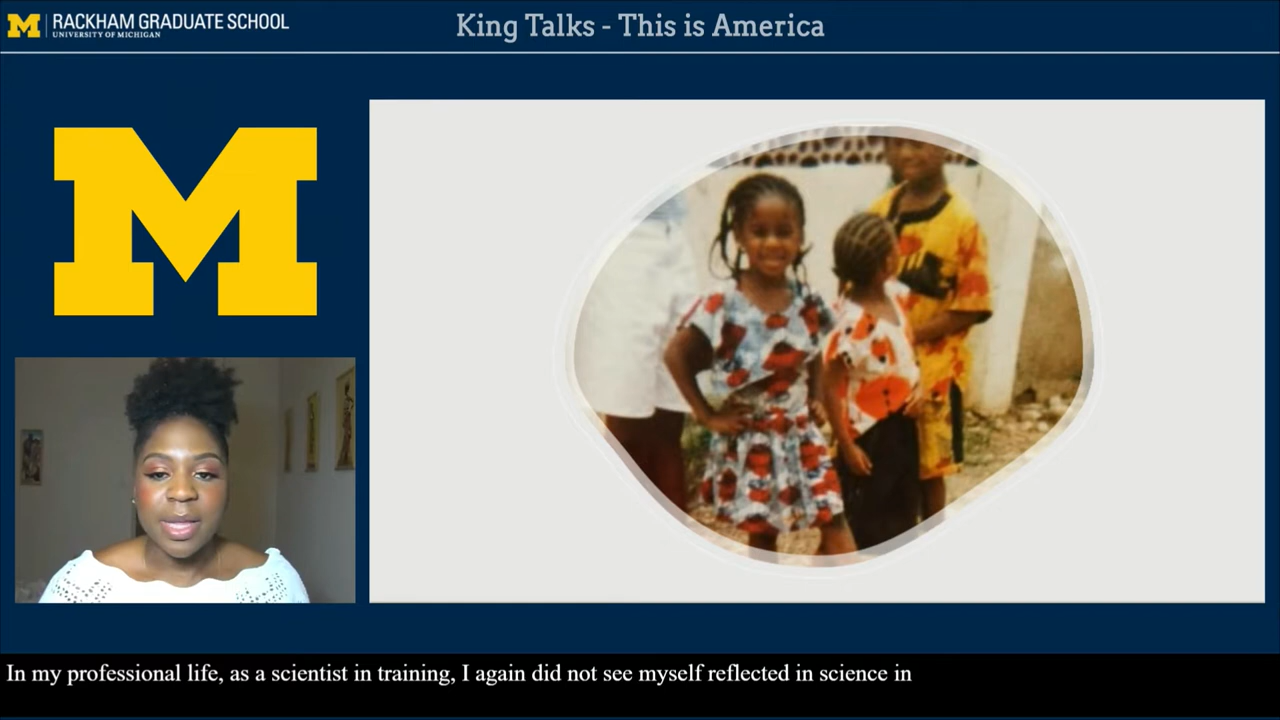 M RACKHAM GRADUATE SCHOOL
UNIVERSITY OF MICHIGAN
King Talks - This is America
M
In my professional life, as a scientist in training, I again did not see myself reflected in science in